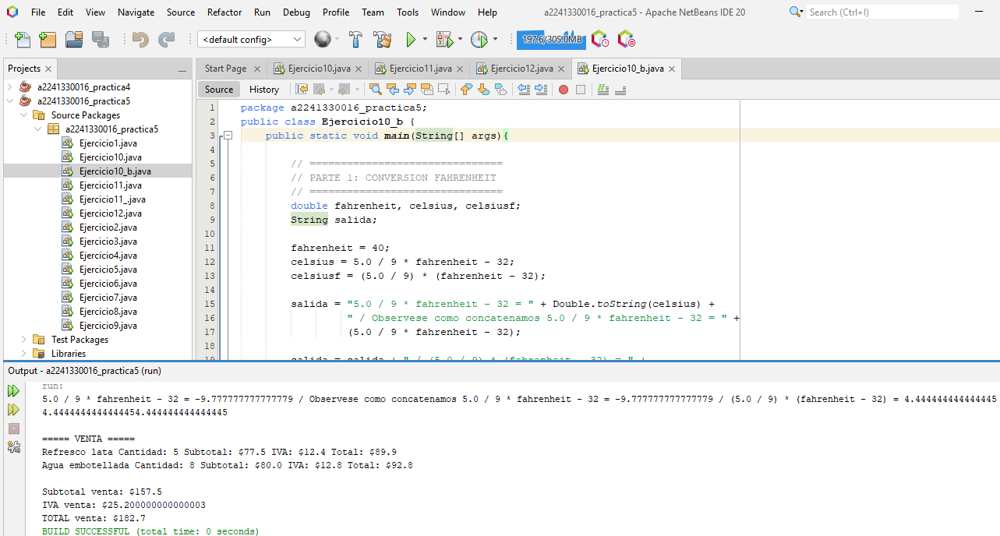 File Edit View Navigate Source Refactor Run Debug Profile Team Tools Window Help a2241330016_practica5 - Apache NetBeans IDE 20 Search (Ctrl+I)
<default config> 197.6/305.0MB
Projects Start Page Ejercicio10.java Ejercicio11.java Ejercicio12.java Ejercicio10_b.java
Source History
a2241330016_practica4
a2241330016_practica5
Source Packages
a2241330016_practica5
Ejercicio1.java
Ejercicio10.java
Ejercicio10_b.java
Ejercicio11.java
Ejercicio11_.java
Ejercicio12.java
Ejercicio2.java
Ejercicio3.java
Ejercicio4.java
Ejercicio5.java
Ejercicio6.java
Ejercicio7.java
Ejercicio8.java
Ejercicio9.java
Test Packages
Libraries
1 package a2241330016_practica5;
2 public class Ejercicio10_b {
3 public static void main(String[] args){
4
5 // ===============================
6 // PARTE 1: CONVERSION FAHRENHEIT
7 // ===============================
8 double fahrenheit, celsius, celsiusf;
9 String salida;
10
11 fahrenheit = 40;
12 celsius = 5.0 / 9 * fahrenheit - 32;
13 celsiusf = (5.0 / 9) * (fahrenheit - 32);
14
15 salida = "5.0 / 9 * fahrenheit - 32 = " + Double.toString(celsius) +
16 " / Observese como concatenamos 5.0 / 9 * fahrenheit - 32 = " +
17 (5.0 / 9 * fahrenheit - 32);
18
19 salida = salida + " / (5.0 / 9) * (fahrenheit - 32) = " +
Output - a2241330016_practica5 (run)
run:
5.0 / 9 * fahrenheit - 32 = -9.777777777777779 / Observese como concatenamos 5.0 / 9 * fahrenheit - 32 = -9.777777777777779 / (5.0 / 9) * (fahrenheit - 32) = 4.444444444444445
4.4444444444444454.444444444444445
===== VENTA =====
Refresco lata Cantidad: 5 Subtotal: $77.5 IVA: $12.4 Total: $89.9
Agua embotellada Cantidad: 8 Subtotal: $80.0 IVA: $12.8 Total: $92.8
Subtotal venta: $157.5
IVA venta: $25.200000000000003
TOTAL venta: $182.7
BUILD SUCCESSFUL (total time: 0 seconds)